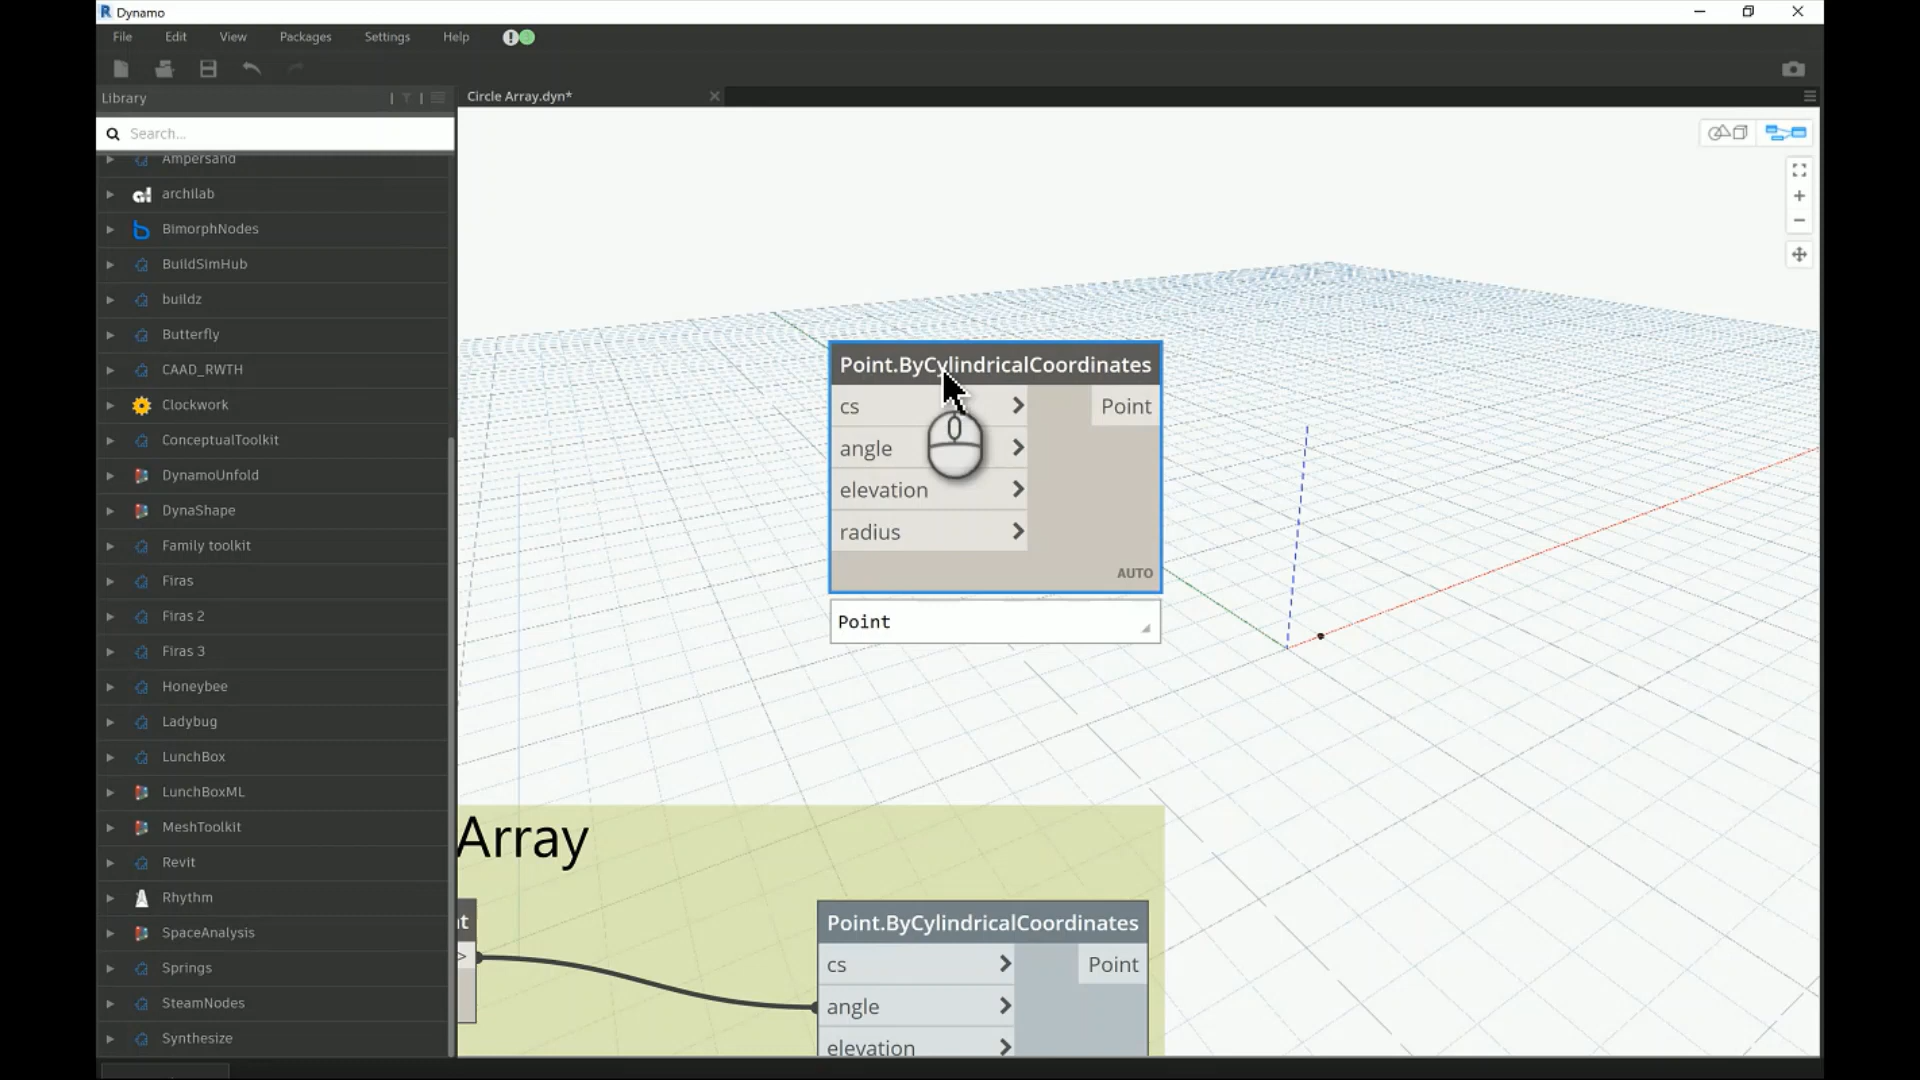 Dynamo
File Edit View Packages Settings Help
Library
Circle Array.dyn*
Search...
Ampersand
archilab
BimorphNodes
BuildSimHub
buildz
Butterfly
CAAD_RWTH
Clockwork
ConceptualToolkit
DynamoUnfold
DynaShape
Family toolkit
Firas
Firas 2
Firas 3
Honeybee
Ladybug
LunchBox
LunchBoxML
MeshToolkit
Revit
Rhythm
SpaceAnalysis
Springs
SteamNodes
Synthesize
Point.ByCylindricalCoordinates
cs > Point
angle >
elevation >
radius >
AUTO
Point
Array
nt
>
Point.ByCylindricalCoordinates
cs > Point
angle >
elevation >